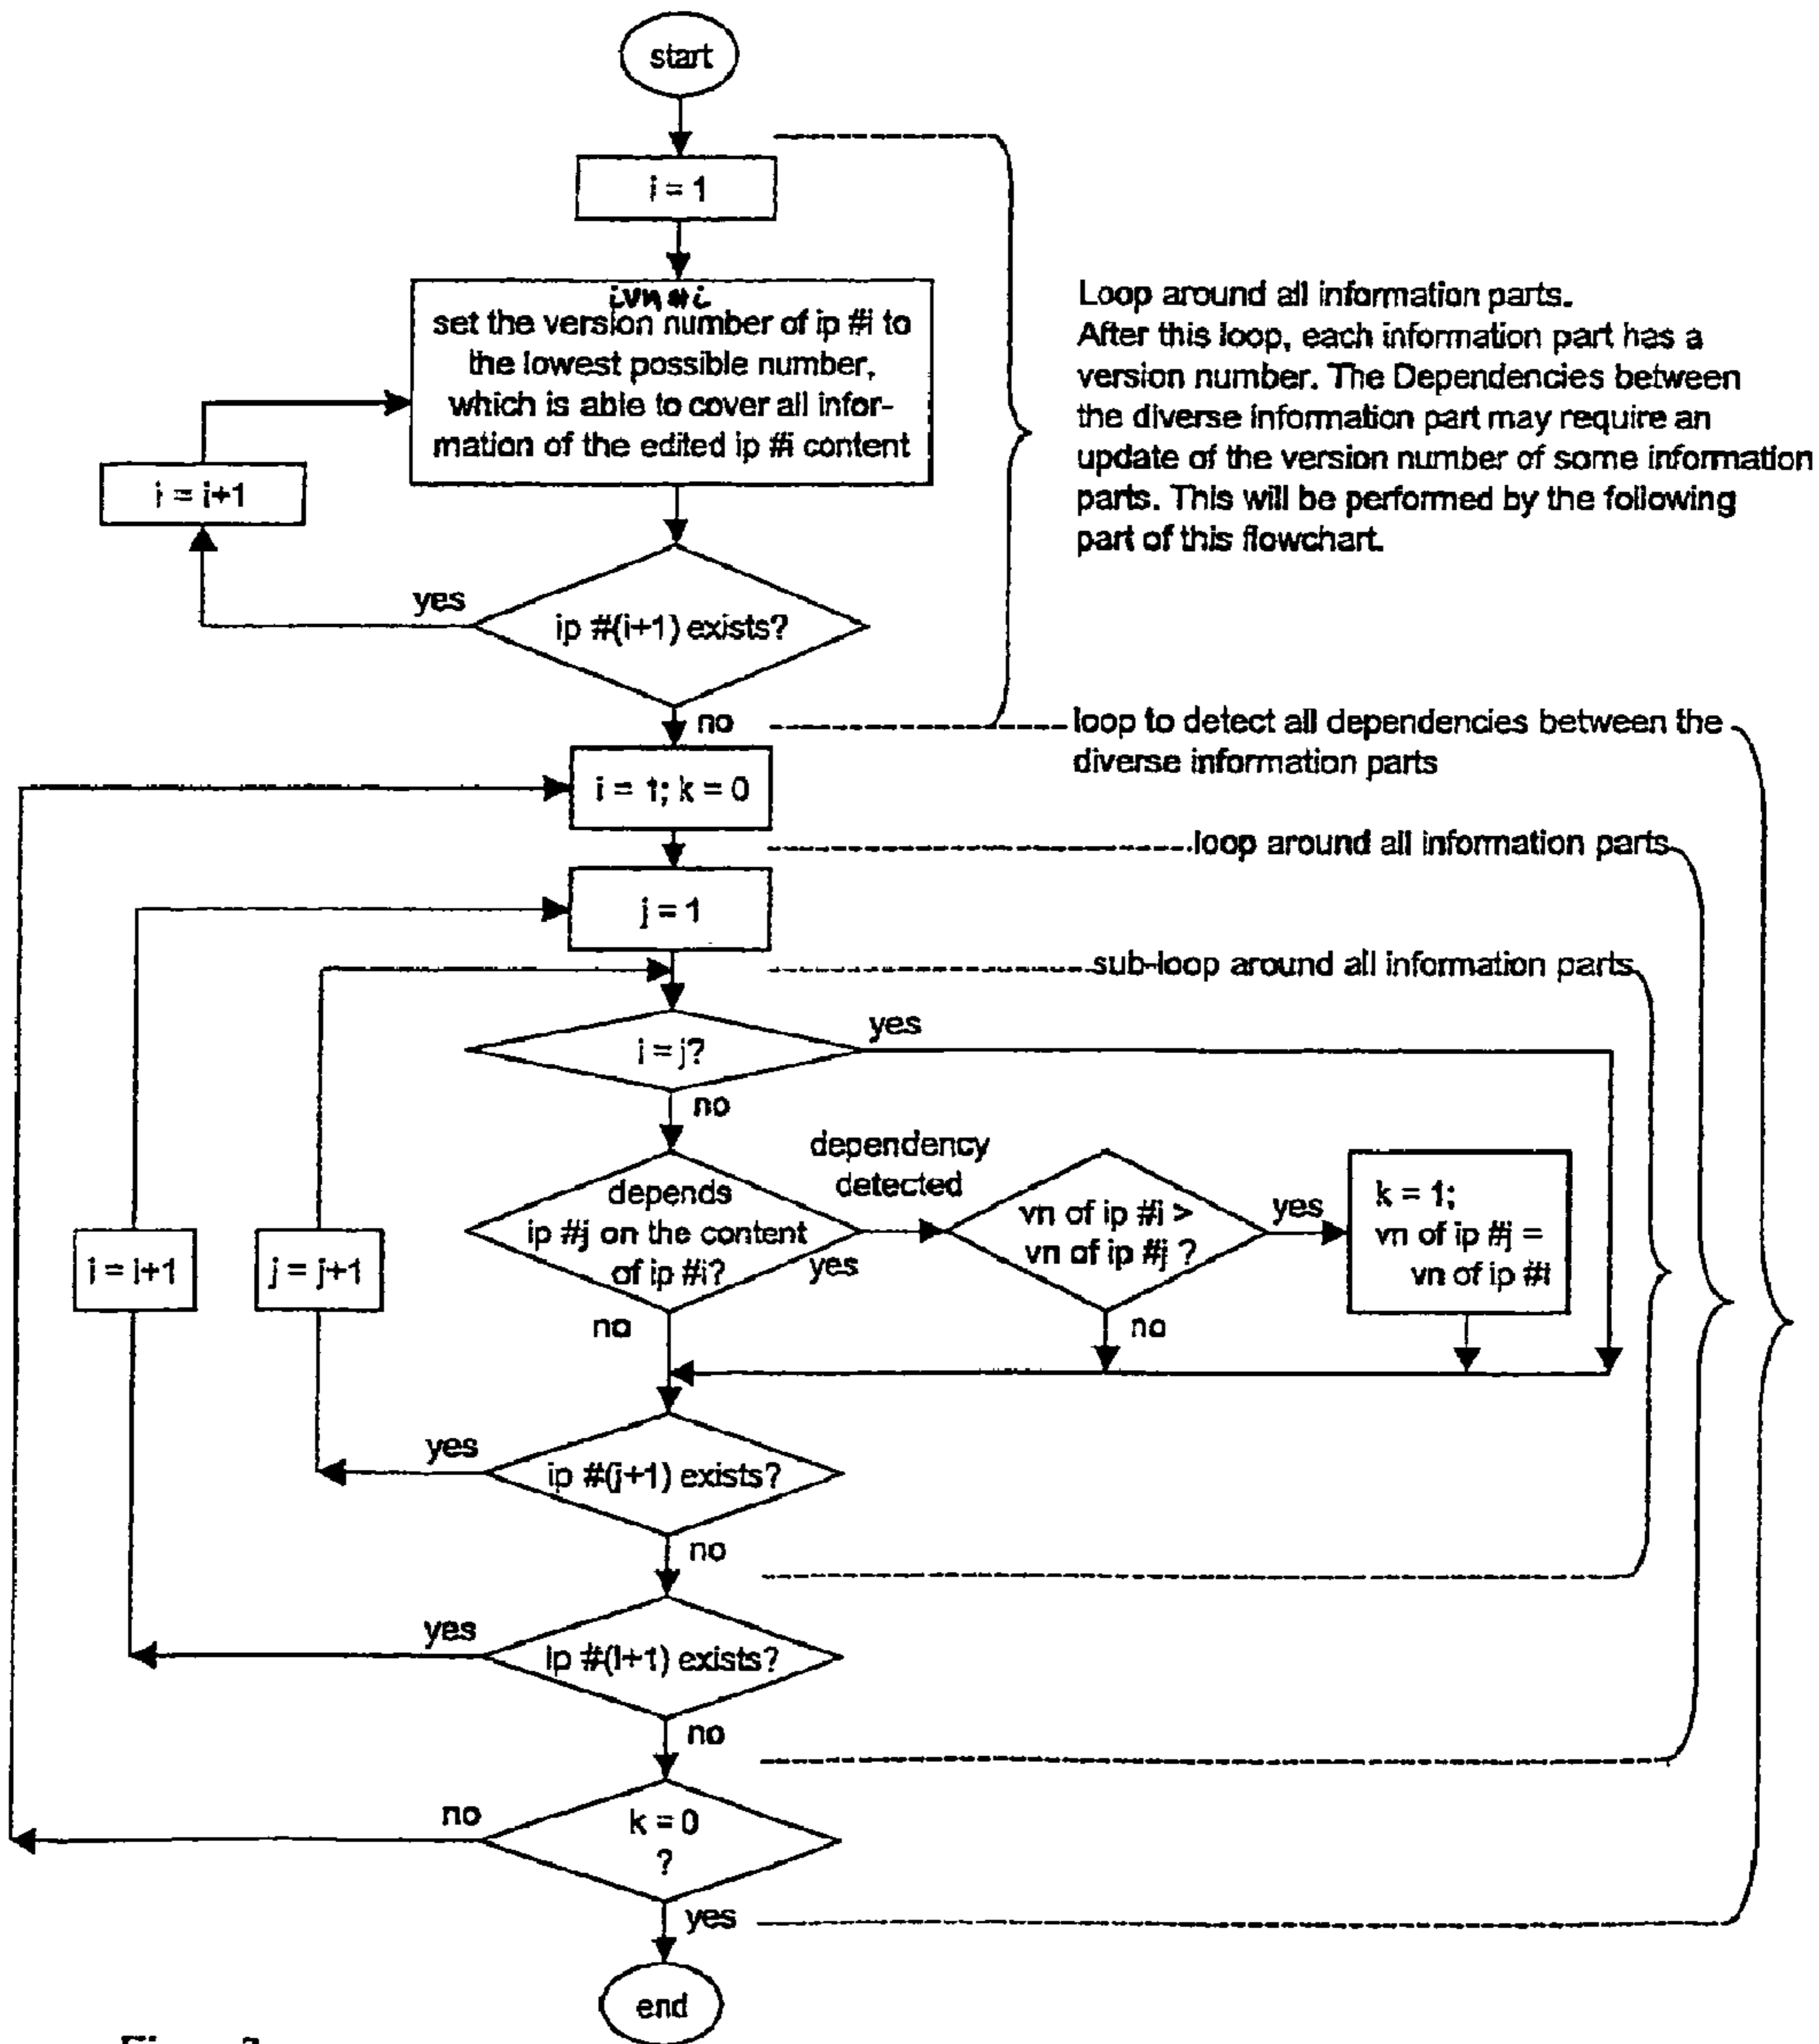 start
i = 1
ivn#i
set the version number of ip #i to
the lowest possible number,
which is able to cover all infor-
mation of the edited ip #i content
i = i+1
yes
ip #(i+1) exists?
no
Loop around all information parts.
After this loop, each information part has a
version number. The Dependencies between
the diverse information part may require an
update of the version number of some information
parts. This will be performed by the following
part of this flowchart.
loop to detect all dependencies between the
diverse information parts
i = 1; k = 0
loop around all information parts
j = 1
sub-loop around all information parts
i = j?
yes
no
dependency
detected
depends
ip #j on the content
of ip #i?
yes
no
vn of ip #i >
vn of ip #j ?
yes
no
k = 1;
vn of ip #j =
vn of ip #i
i = i+1
j = j+1
yes
ip #(j+1) exists?
no
yes
ip #(i+1) exists?
no
no
k = 0
?
yes
end